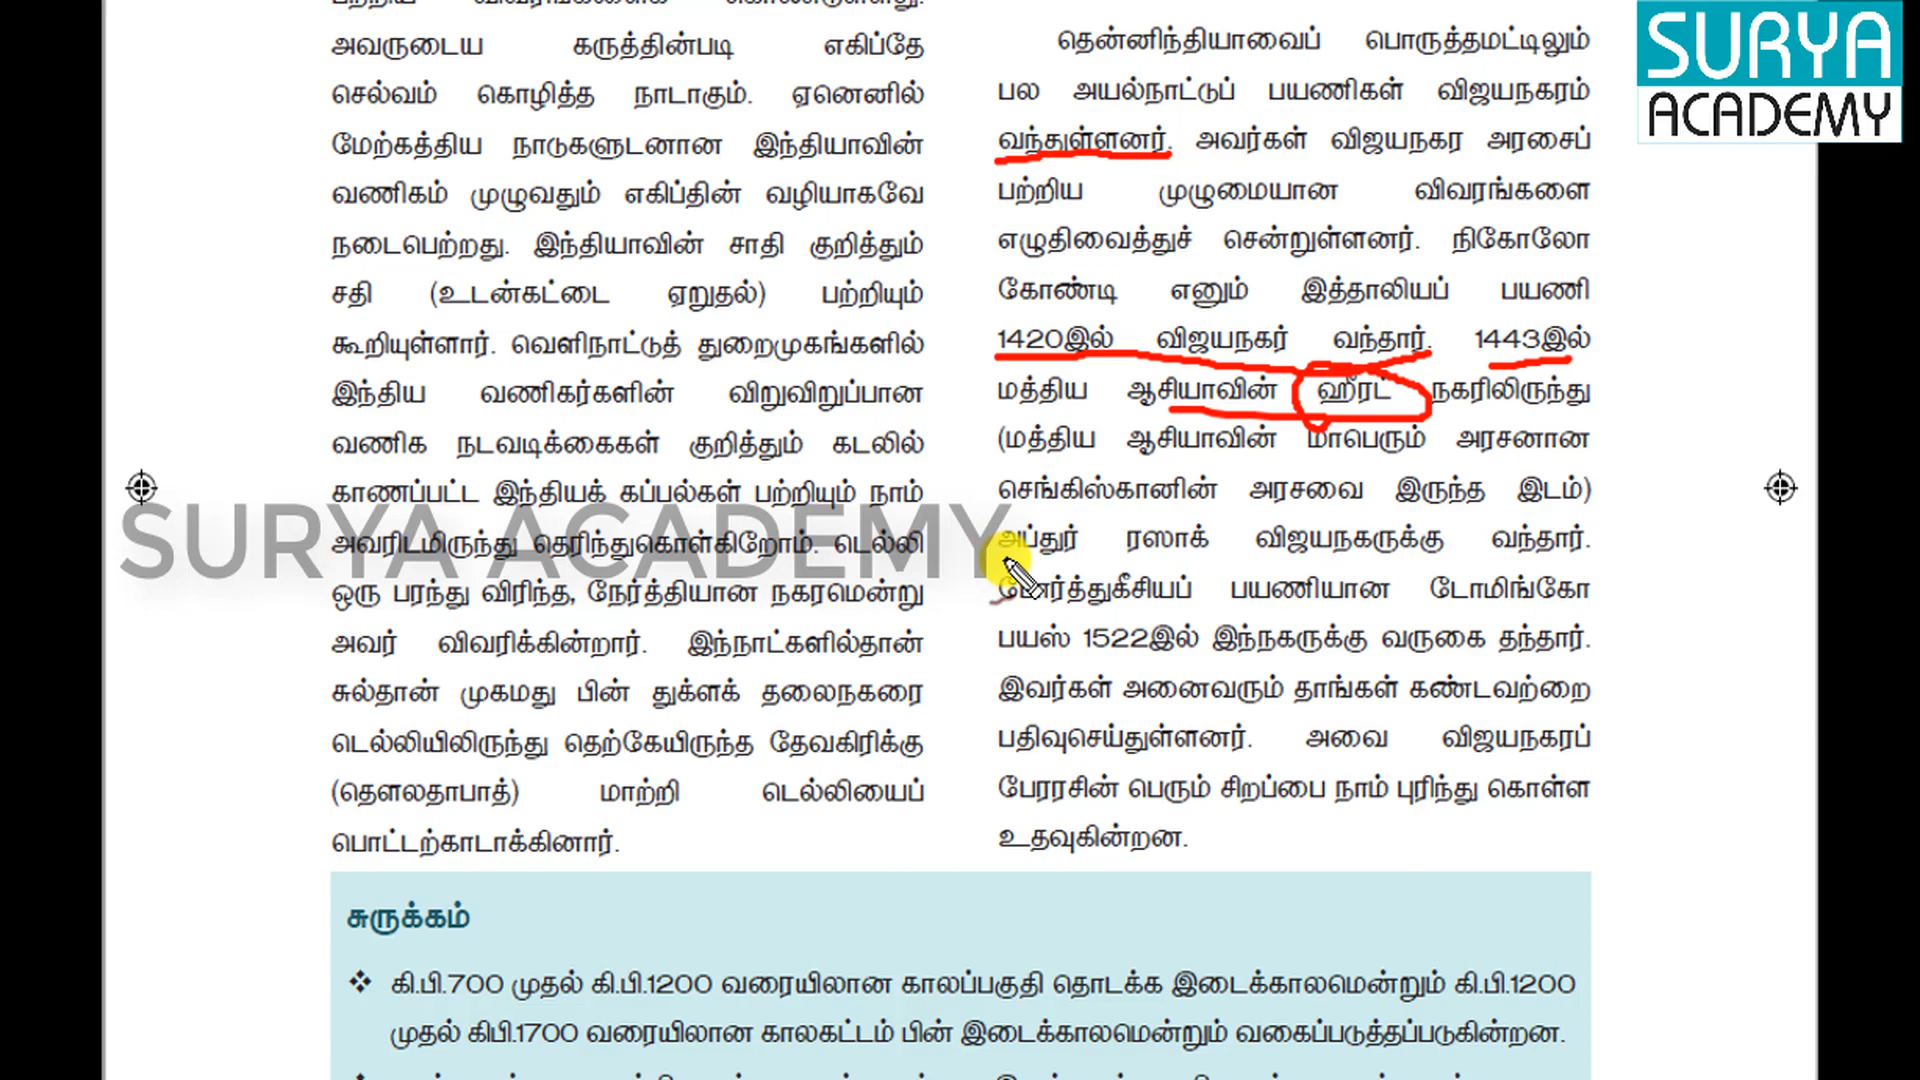 அவருடைய கருத்தின்படி எகிப்தே
செல்வம் கொழித்த நாடாகும். ஏனெனில்
மேற்கத்திய நாடுகளுடனான இந்தியாவின்
வணிகம் முழுவதும் எகிப்தின் வழியாகவே
நடைபெற்றது. இந்தியாவின் சாதி குறித்தும்
சதி (உடன்கட்டை ஏறுதல்) பற்றியும்
கூறியுள்ளார். வெளிநாட்டுத் துறைமுகங்களில்
இந்திய வணிகர்களின் விறுவிறுப்பான
வணிக நடவடிக்கைகள் குறித்தும் கடலில்
காணப்பட்ட இந்தியக் கப்பல்கள் பற்றியும் நாம்
அவரிடமிருந்து தெரிந்துகொள்கிறோம். டெல்லி
ஒரு பரந்து விரிந்த, நேர்த்தியான நகரமென்று
அவர் விவரிக்கின்றார். இந்நாட்களில்தான்
சுல்தான் முகமது பின் துக்ளக் தலைநகரை
டெல்லியிலிருந்து தெற்கேயிருந்த தேவகிரிக்கு
(தௌலதாபாத்) மாற்றி டெல்லியைப்
பொட்டற்காடாக்கினார்.
தென்னிந்தியாவைப் பொருத்தமட்டிலும்
பல அயல்நாட்டுப் பயணிகள் விஜயநகரம்
வந்துள்ளனர். அவர்கள் விஜயநகர அரசைப்
பற்றிய முழுமையான விவரங்களை
எழுதிவைத்துச் சென்றுள்ளனர். நிகோலோ
கோண்டி எனும் இத்தாலியப் பயணி
1420இல் விஜயநகர் வந்தார். 1443இல்
மத்திய ஆசியாவின் ஹீரட் நகரிலிருந்து
(மத்திய ஆசியாவின் மாபெரும் அரசனான
செங்கிஸ்கானின் அரசவை இருந்த இடம்)
அப்துர் ரஸாக் விஜயநகருக்கு வந்தார்.
போர்த்துகீசியப் பயணியான டோமிங்கோ
பயஸ் 1522இல் இந்நகருக்கு வருகை தந்தார்.
இவர்கள் அனைவரும் தாங்கள் கண்டவற்றை
பதிவுசெய்துள்ளனர். அவை விஜயநகரப்
பேரரசின் பெரும் சிறப்பை நாம் புரிந்து கொள்ள
உதவுகின்றன.
சுருக்கம்
❖ கி.பி.700 முதல் கி.பி.1200 வரையிலான காலப்பகுதி தொடக்க இடைக்காலமென்றும் கி.பி.1200
முதல் கிபி.1700 வரையிலான காலகட்டம் பின் இடைக்காலமென்றும் வகைப்படுத்தப்படுகின்றன.
SURYA ACADEMY
SURYA
ACADEMY